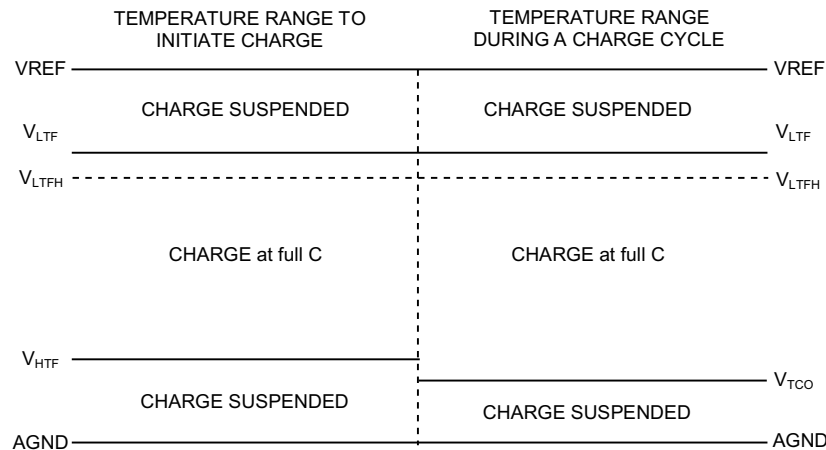 TEMPERATURE RANGE TO
INITIATE CHARGE
TEMPERATURE RANGE
DURING A CHARGE CYCLE
VREF
VREF
CHARGE SUSPENDED
CHARGE SUSPENDED
VLTF
VLTF
VLTFH
VLTFH
CHARGE at full C
CHARGE at full C
VHTF
VTCO
CHARGE SUSPENDED
CHARGE SUSPENDED
AGND
AGND